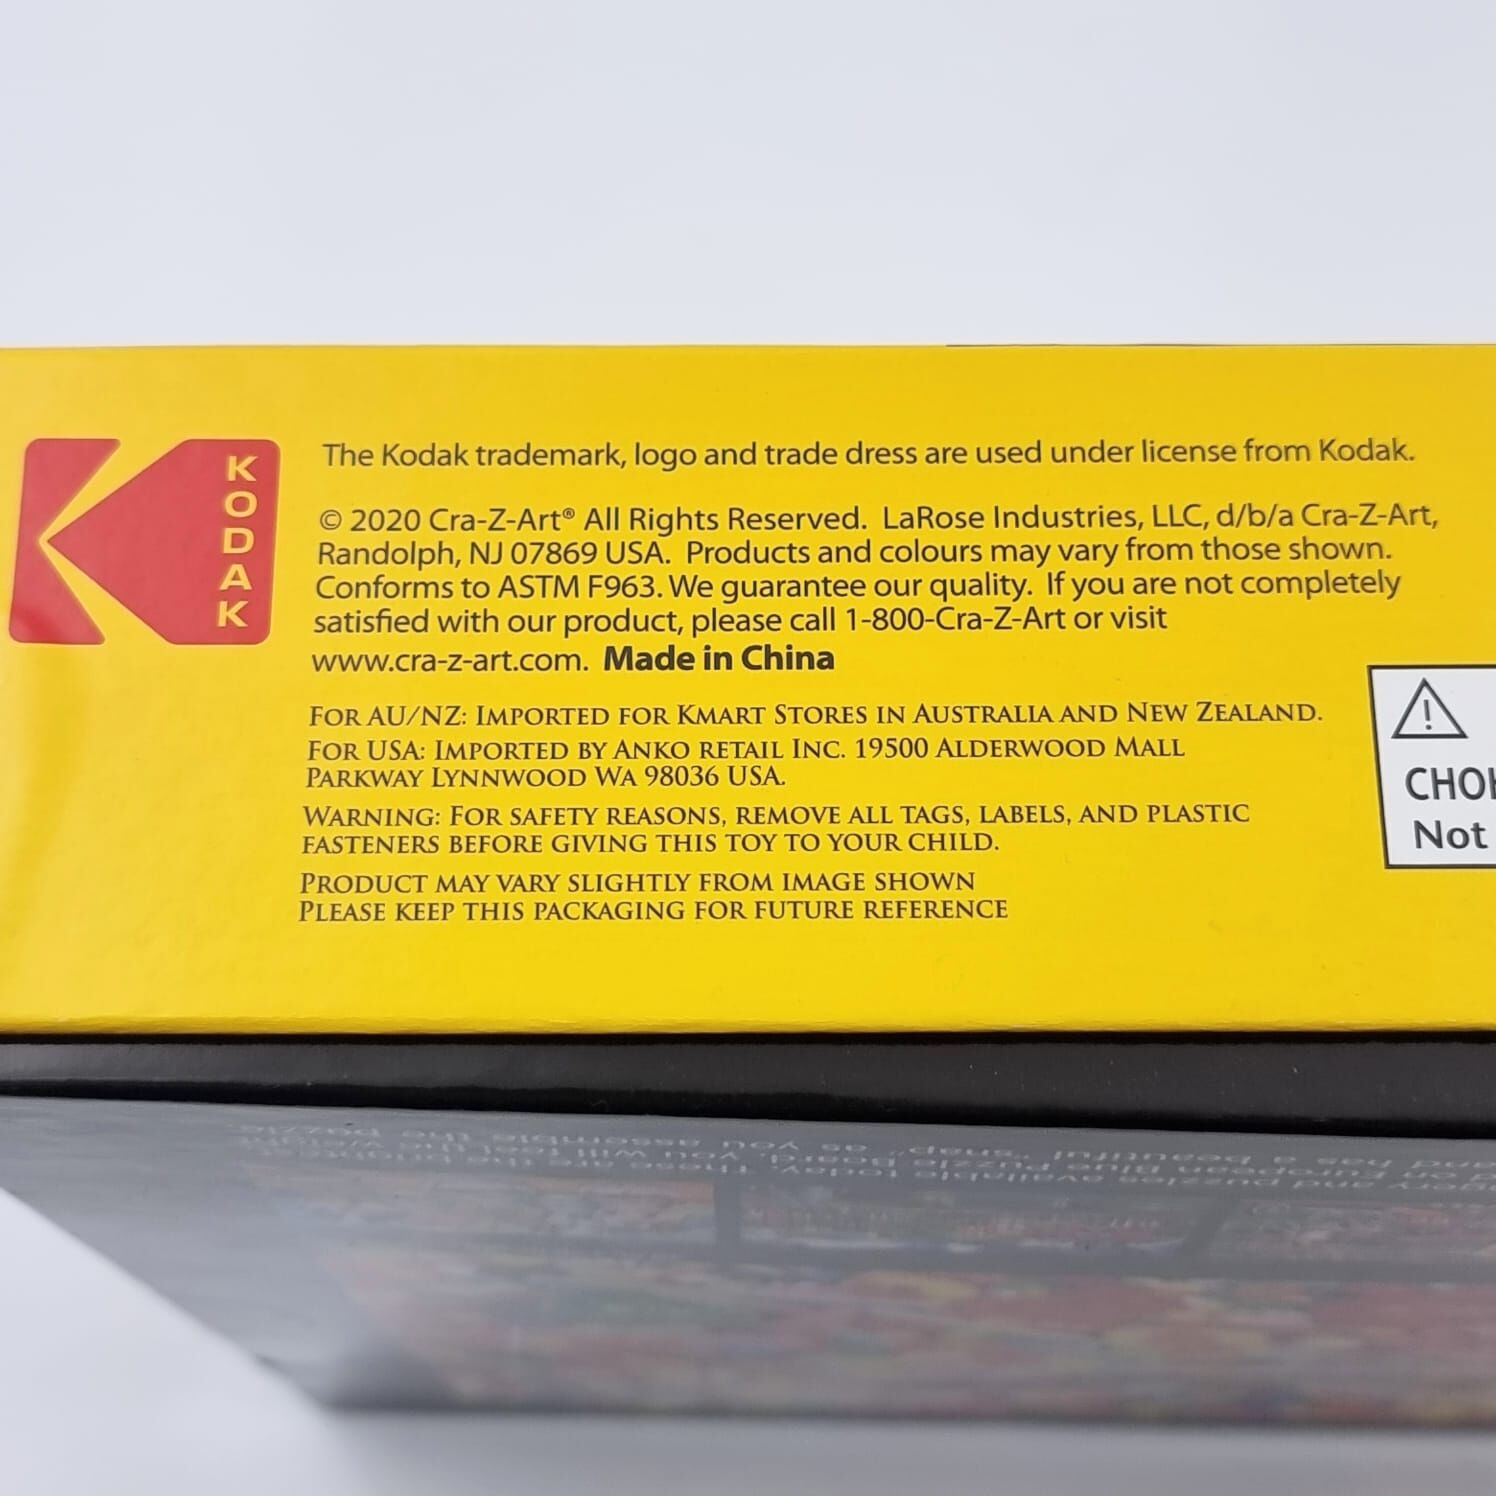 KODAK
The Kodak trademark, logo and trade dress are used under license from Kodak.
© 2020 Cra-Z-Art® All Rights Reserved. LaRose Industries, LLC, d/b/a Cra-Z-Art,
Randolph, NJ 07869 USA. Products and colours may vary from those shown.
Conforms to ASTM F963. We guarantee our quality. If you are not completely
satisfied with our product, please call 1-800-Cra-Z-Art or visit
www.cra-z-art.com. Made in China
FOR AU/NZ: IMPORTED FOR KMART STORES IN AUSTRALIA AND NEW ZEALAND.
FOR USA: IMPORTED BY ANKO RETAIL INC. 19500 ALDERWOOD MALL
PARKWAY LYNNWOOD WA 98036 USA.
WARNING: FOR SAFETY REASONS, REMOVE ALL TAGS, LABELS, AND PLASTIC
FASTENERS BEFORE GIVING THIS TOY TO YOUR CHILD.
PRODUCT MAY VARY SLIGHTLY FROM IMAGE SHOWN
PLEASE KEEP THIS PACKAGING FOR FUTURE REFERENCE
Not